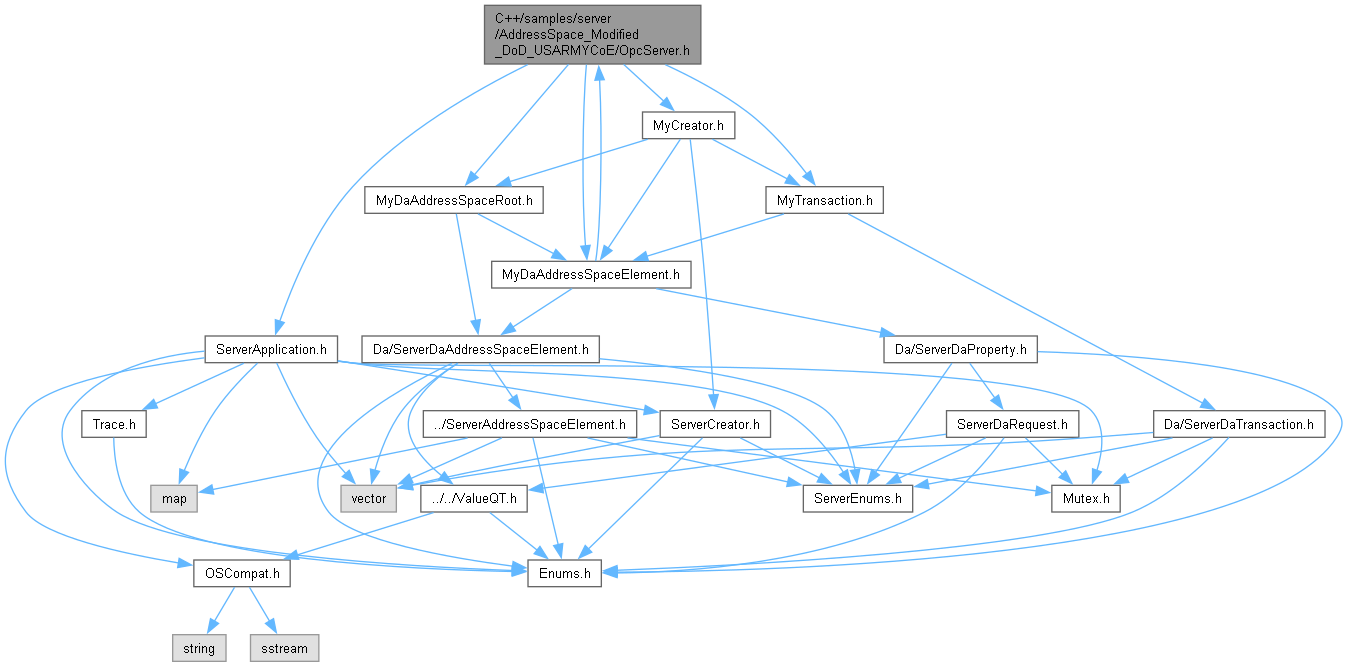 C++/samples/server
/AddressSpace_Modified
_DoD_USARMYCoE/OpcServer.h
MyCreator.h
MyDaAddressSpaceRoot.h
MyTransaction.h
MyDaAddressSpaceElement.h
ServerApplication.h
Da/ServerDaAddressSpaceElement.h
Da/ServerDaProperty.h
Trace.h
../ServerAddressSpaceElement.h
ServerCreator.h
ServerDaRequest.h
Da/ServerDaTransaction.h
map
vector
../../ValueQT.h
ServerEnums.h
Mutex.h
OSCompat.h
Enums.h
string
sstream